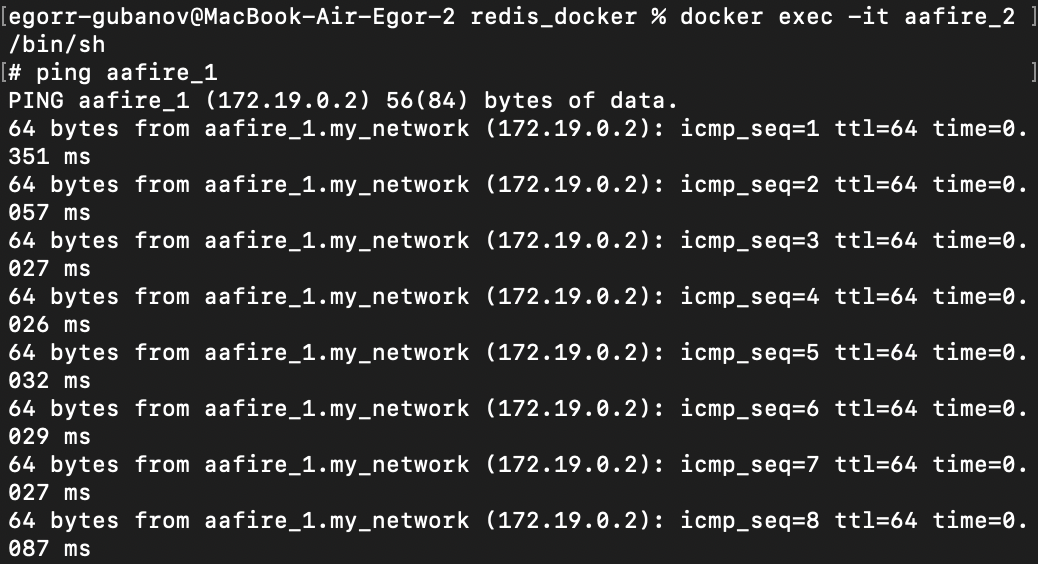 [egorr-gubanov@MacBook-Air-Egor-2 redis_docker % docker exec -it aafire_2 ]
/bin/sh
[# ping aafire_1 ]
PING aafire_1 (172.19.0.2) 56(84) bytes of data.
64 bytes from aafire_1.my_network (172.19.0.2): icmp_seq=1 ttl=64 time=0.
351 ms
64 bytes from aafire_1.my_network (172.19.0.2): icmp_seq=2 ttl=64 time=0.
057 ms
64 bytes from aafire_1.my_network (172.19.0.2): icmp_seq=3 ttl=64 time=0.
027 ms
64 bytes from aafire_1.my_network (172.19.0.2): icmp_seq=4 ttl=64 time=0.
026 ms
64 bytes from aafire_1.my_network (172.19.0.2): icmp_seq=5 ttl=64 time=0.
032 ms
64 bytes from aafire_1.my_network (172.19.0.2): icmp_seq=6 ttl=64 time=0.
029 ms
64 bytes from aafire_1.my_network (172.19.0.2): icmp_seq=7 ttl=64 time=0.
027 ms
64 bytes from aafire_1.my_network (172.19.0.2): icmp_seq=8 ttl=64 time=0.
087 ms